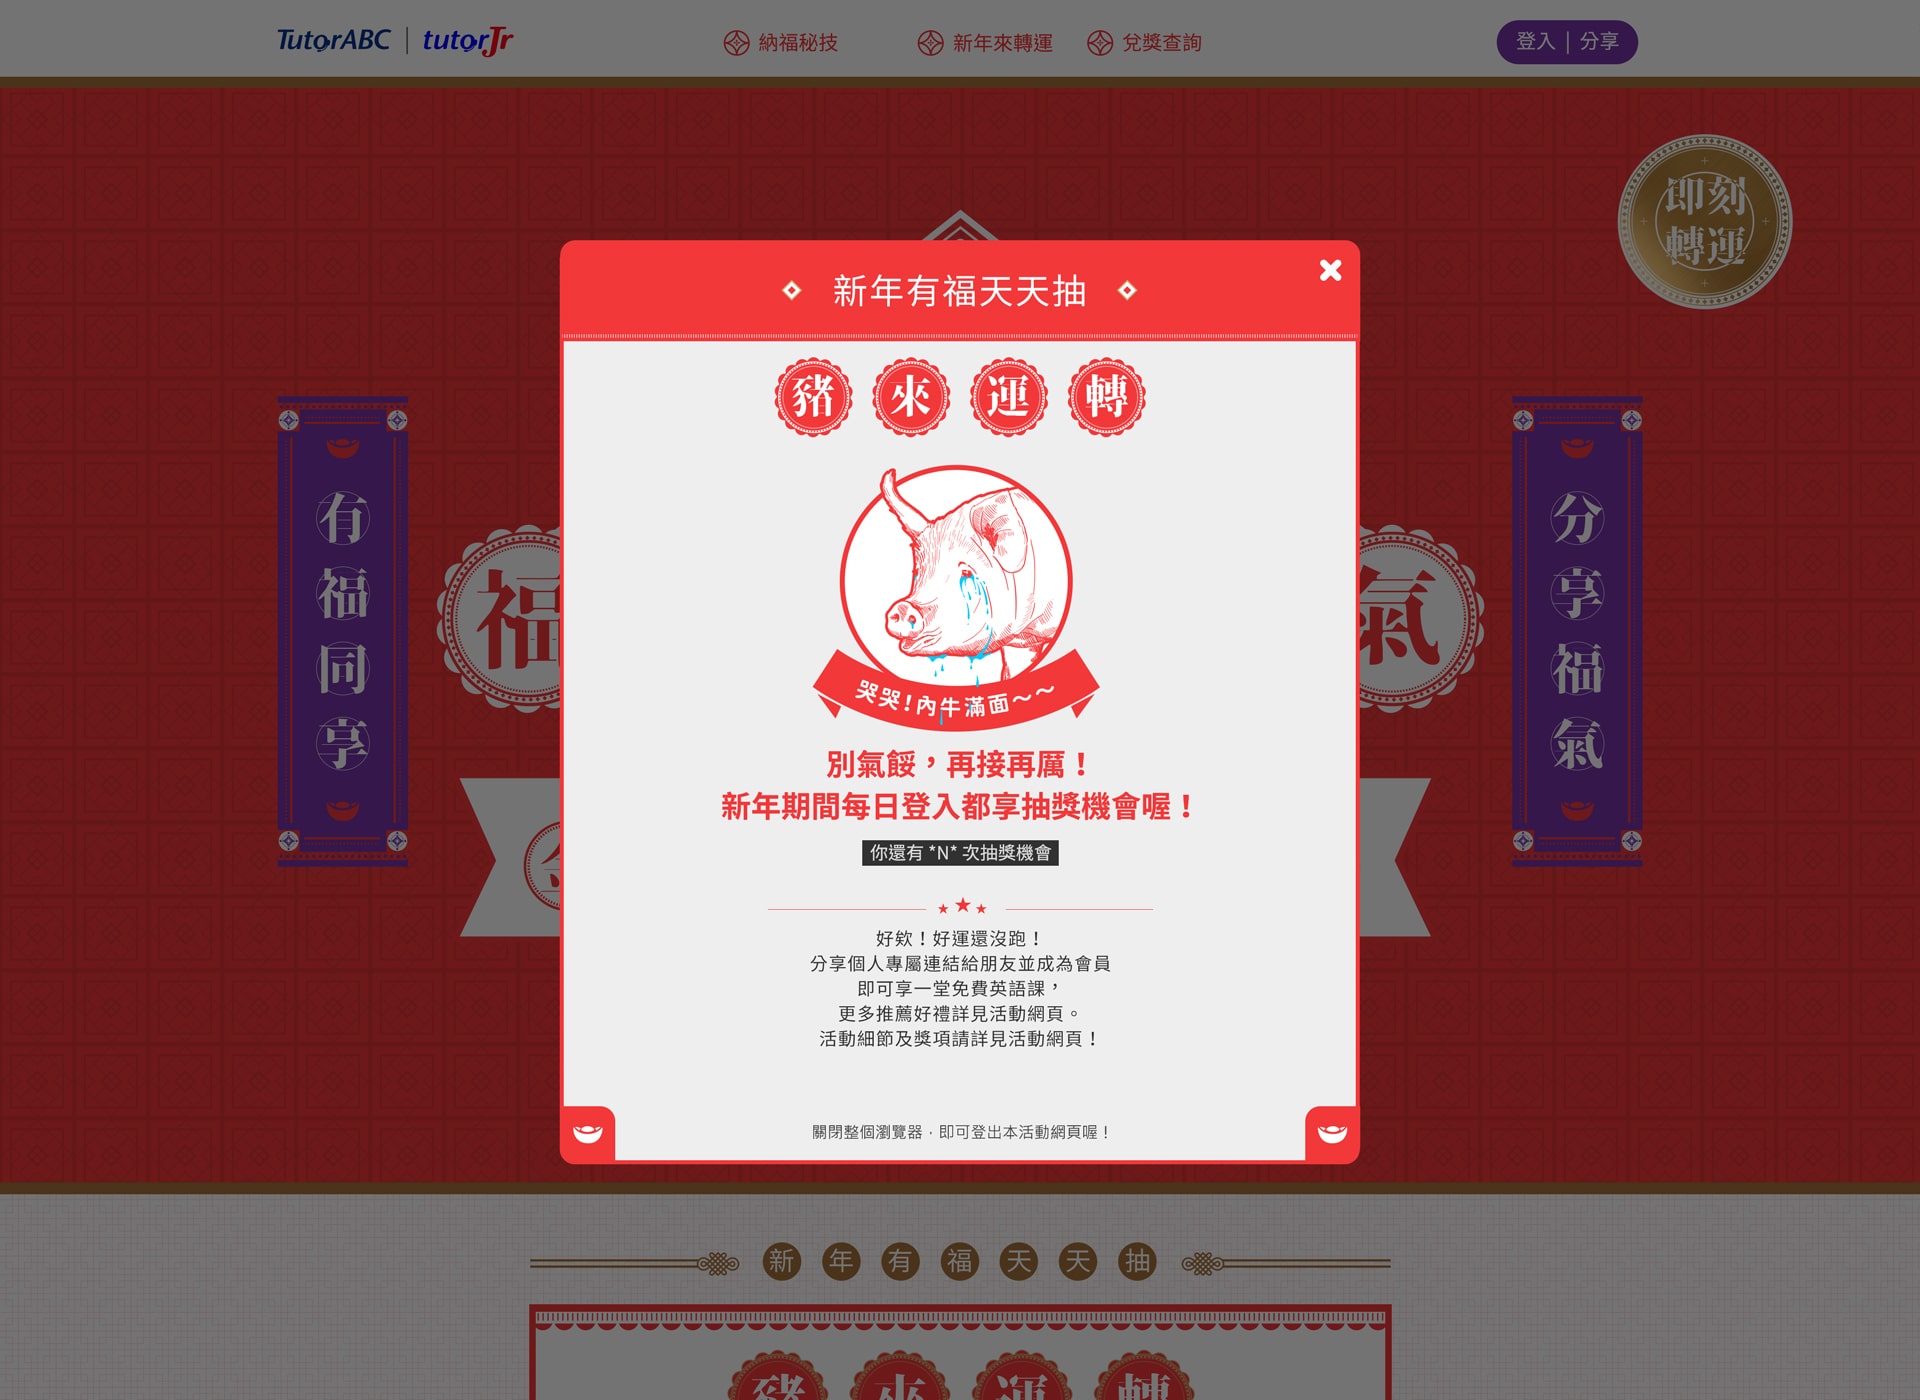 TutorABC | tutorJr
納福秘技
新年來轉運
兌獎查詢
登入 | 分享
即刻
轉運
新年有福天天抽
豬來運轉
有福同享
福
氣
分享福氣
哭哭!內牛滿面～～
別氣餒，再接再厲！
新年期間每日登入都享抽獎機會喔！
你還有 *N* 次抽獎機會
好欸！好運還沒跑！
分享個人專屬連結給朋友並成為會員
即可享一堂免費英語課，
更多推薦好禮詳見活動網頁。
活動細節及獎項請詳見活動網頁！
關閉整個瀏覽器，即可登出本活動網頁喔！
新年有福天天抽
豬來運轉